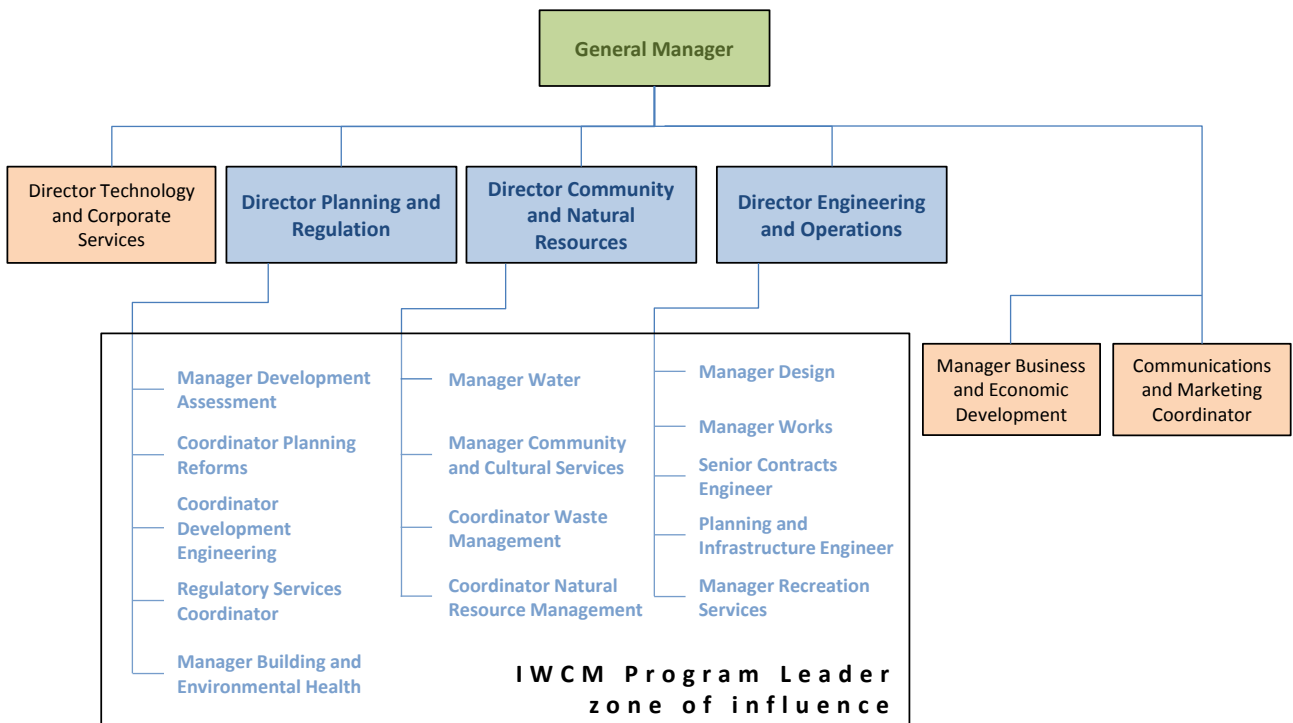 General Manager
Director Technology
and Corporate
Services
Director Planning and
Regulation
Director Community
and Natural
Resources
Director Engineering
and Operations
Manager Business
and Economic
Development
Communications
and Marketing
Coordinator
Manager Development
Assessment
Coordinator Planning
Reforms
Coordinator
Development
Engineering
Regulatory Services
Coordinator
Manager Building and
Environmental Health
Manager Water
Manager Community
and Cultural Services
Coordinator Waste
Management
Coordinator Natural
Resource Management
Manager Design
Manager Works
Senior Contracts
Engineer
Planning and
Infrastructure Engineer
Manager Recreation
Services
IWCM Program Leader
zone of influence